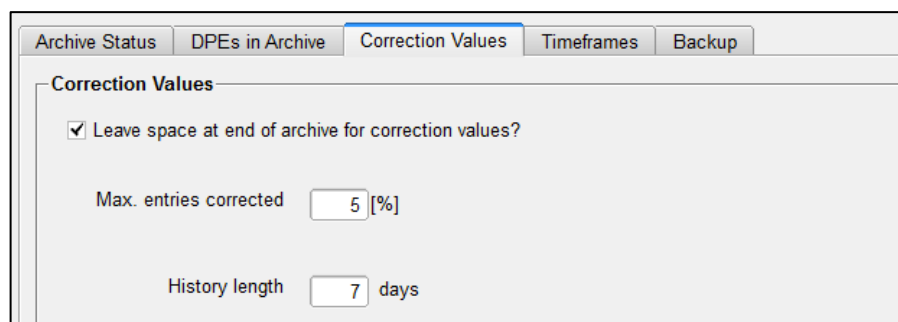 Archive Status DPEs in Archive Correction Values Timeframes Backup
Correction Values
Leave space at end of archive for correction values?
Max. entries corrected 5 [%]
History length 7 days